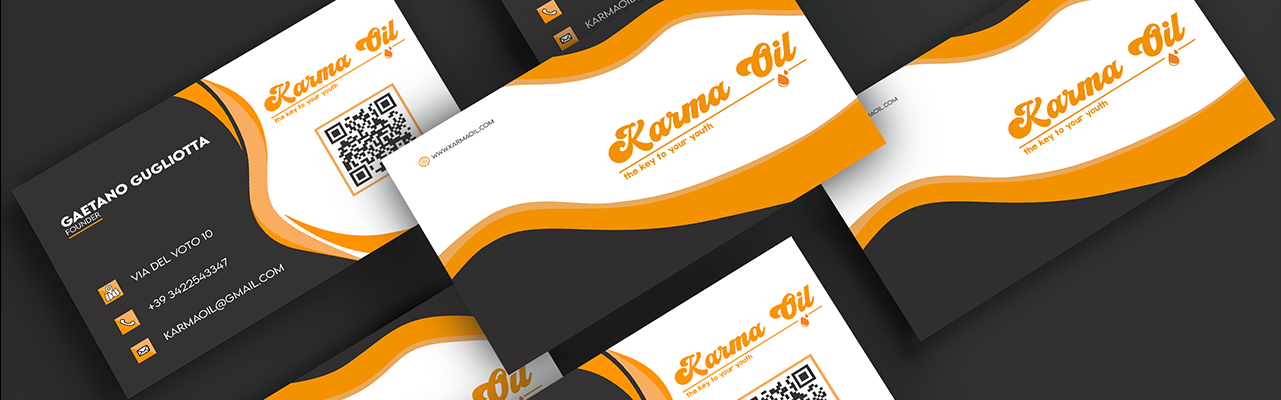 Karma Oil
the key to your youth
GAETANO GUGLIOTTA
FOUNDER
VIA DEL VOTO 10
+39 3422543347
KARMAOIL@GMAIL.COM
WWW.KARMAOIL.COM
Karma Oil
the key to your youth
Karma Oil
the key to your youth
Oil
Karma Oil
the key to your youth